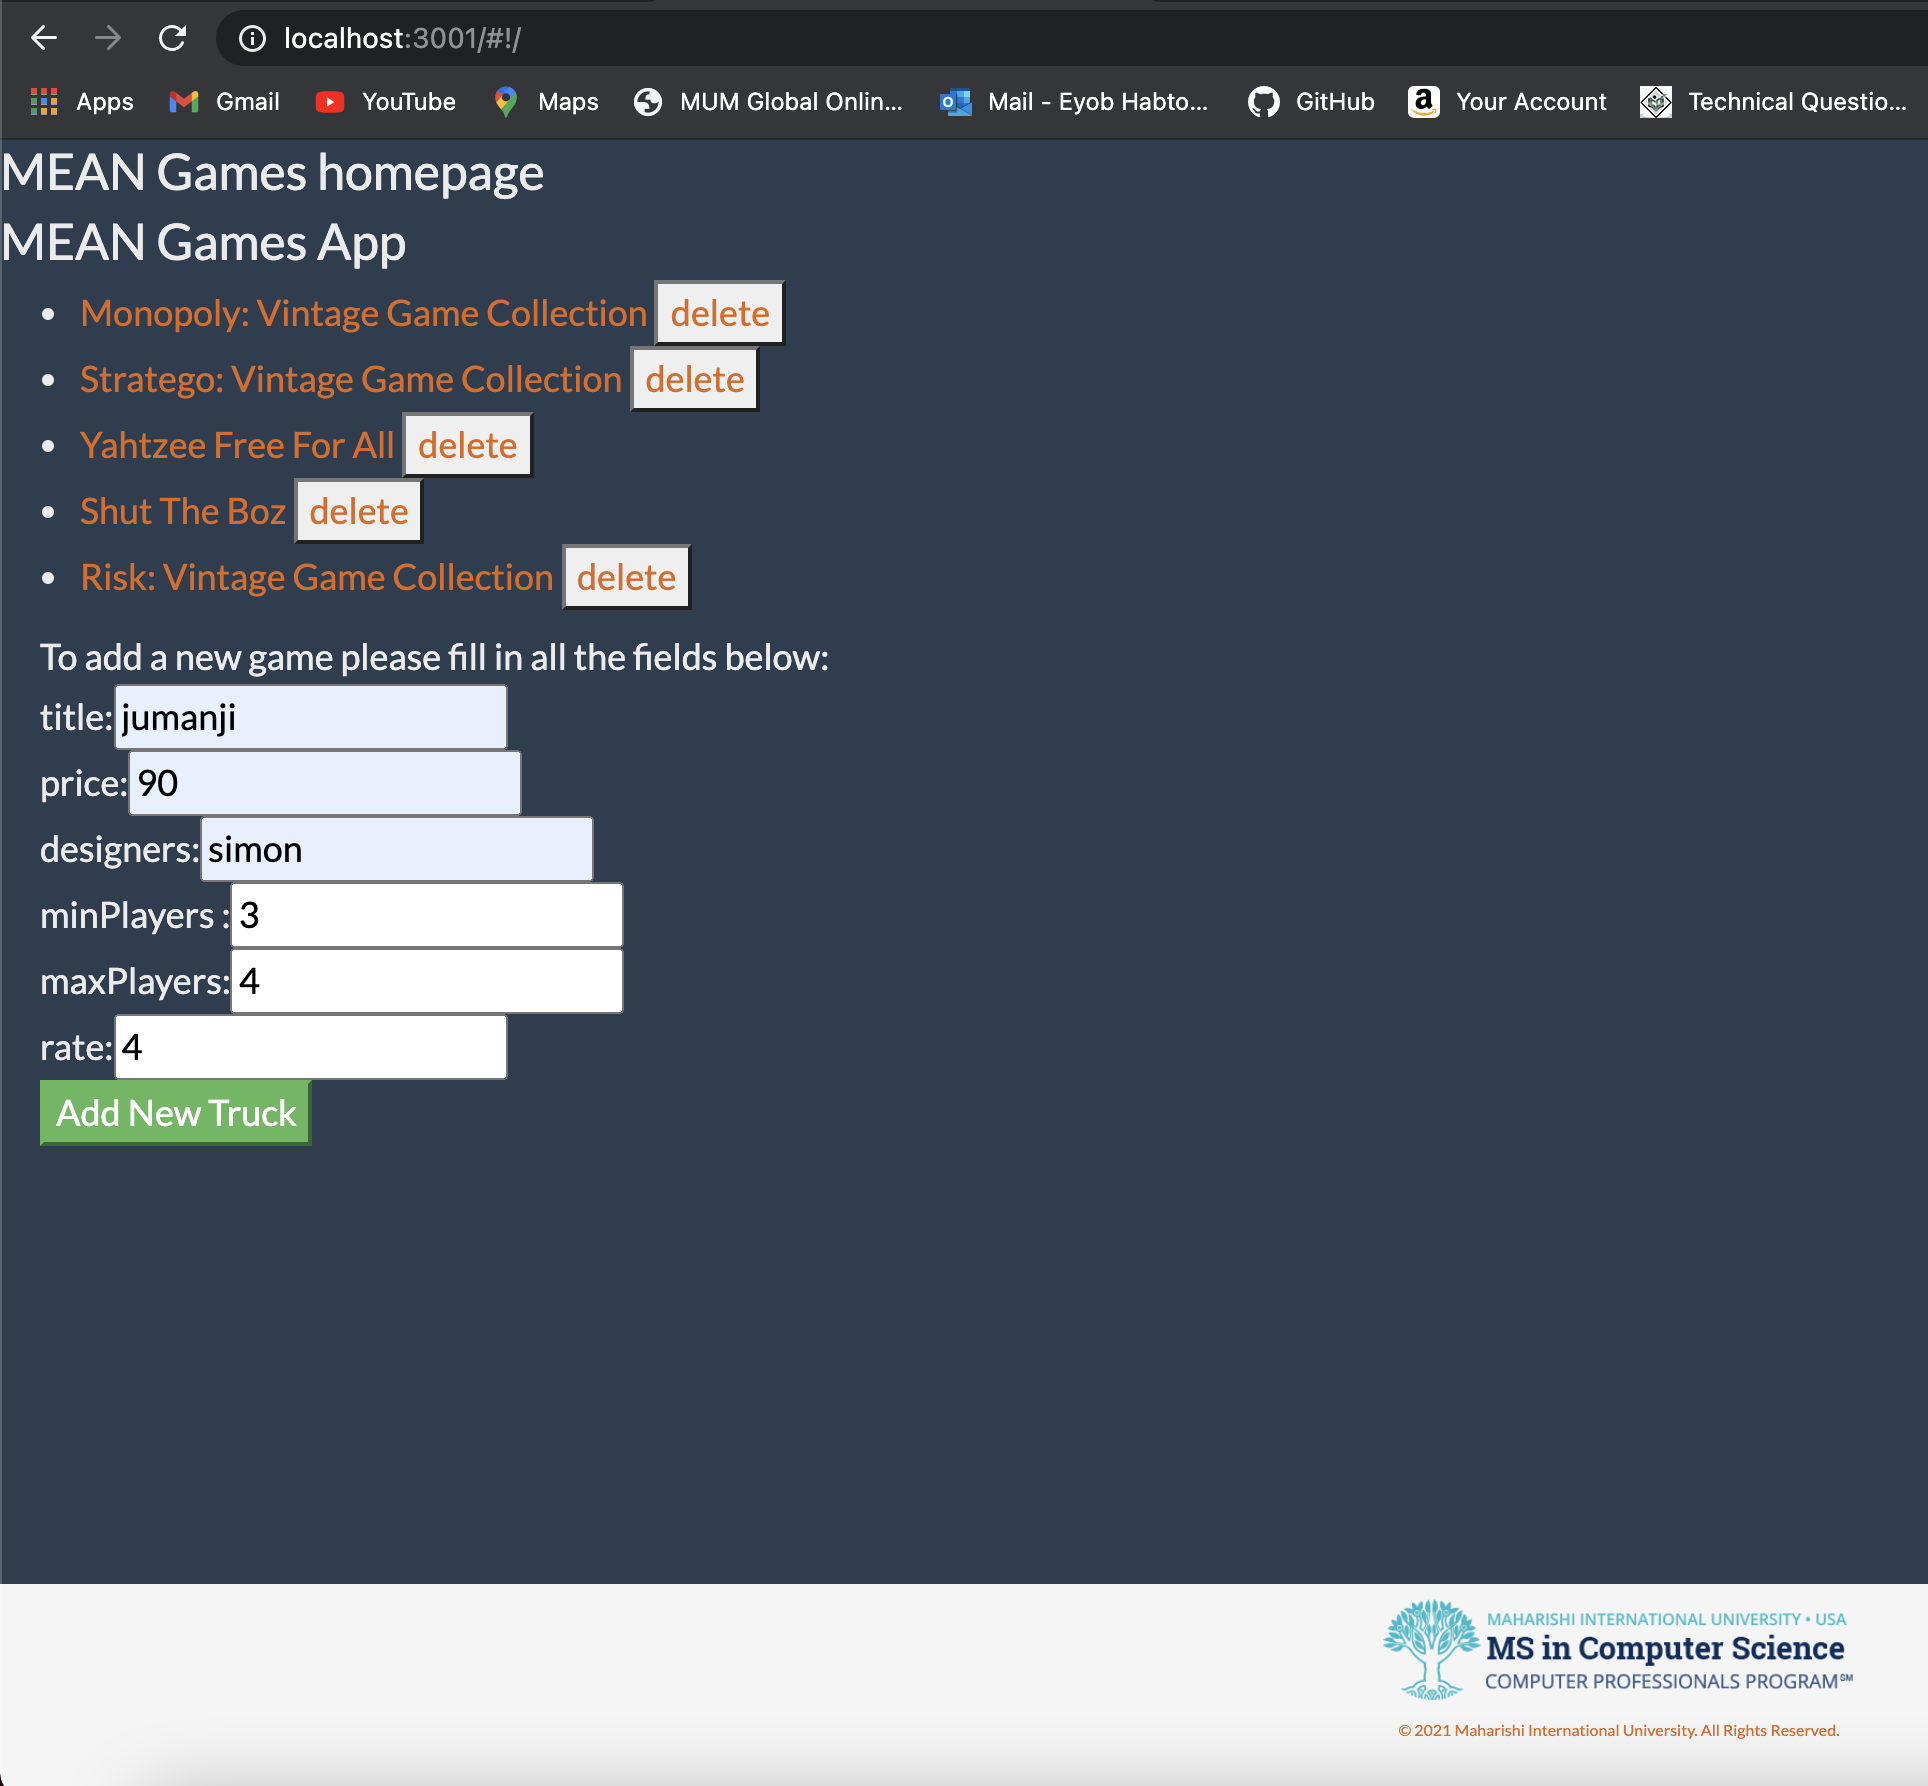 localhost:3001/#!/
Apps Gmail YouTube Maps MUM Global Onlin... Mail - Eyob Habto... GitHub Your Account Technical Questio...
MEAN Games homepage
MEAN Games App
• Monopoly: Vintage Game Collection delete
• Stratego: Vintage Game Collection delete
• Yahtzee Free For All delete
• Shut The Boz delete
• Risk: Vintage Game Collection delete
To add a new game please fill in all the fields below:
title: jumanji
price: 90
designers: simon
minPlayers : 3
maxPlayers: 4
rate: 4
Add New Truck
MAHARISHI INTERNATIONAL UNIVERSITY • USA
MS in Computer Science
COMPUTER PROFESSIONALS PROGRAM℠
© 2021 Maharishi International University. All Rights Reserved.